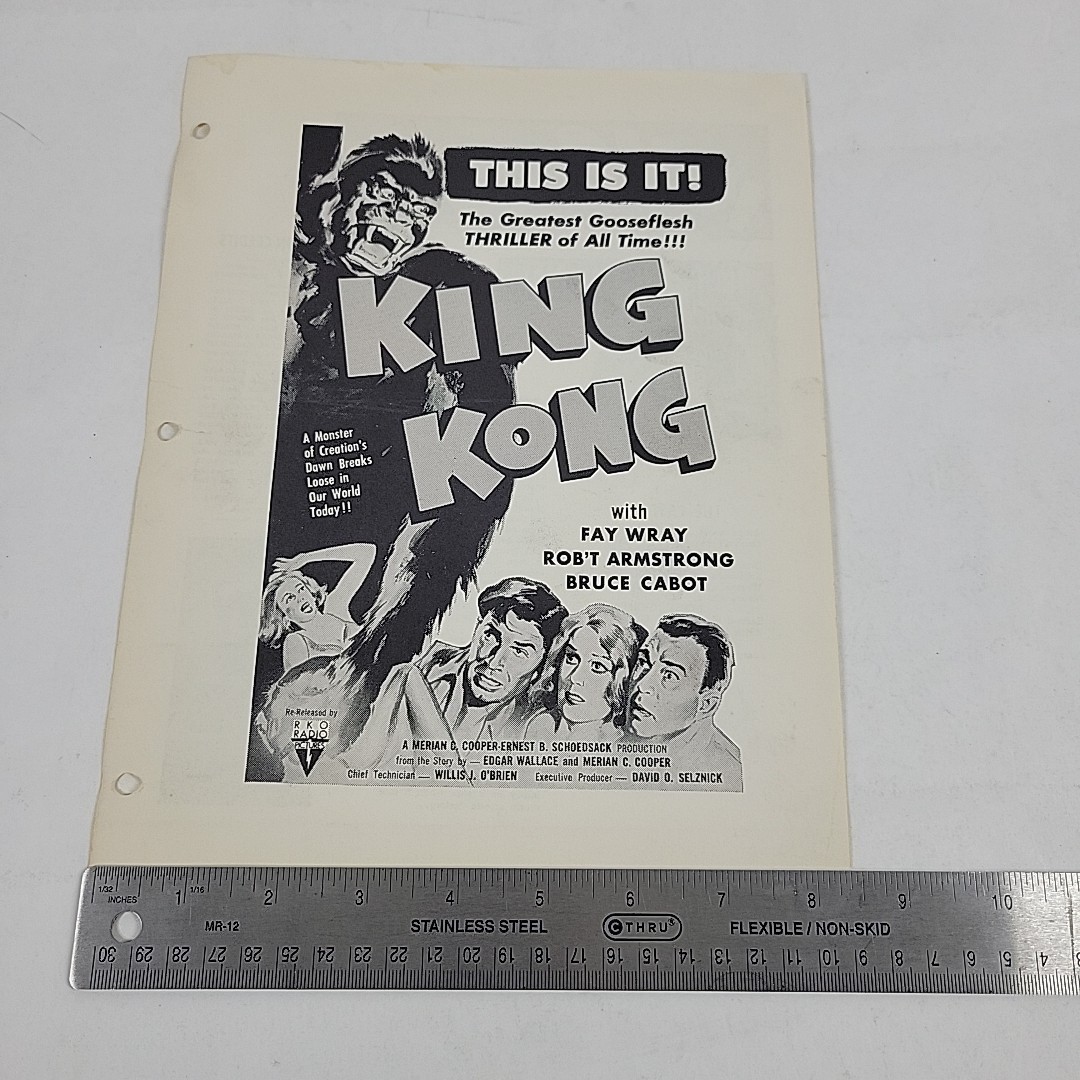 THIS IS IT!
The Greatest Gooseflesh
THRILLER of All Time!!!
KING
KONG
A Monster
of Creation's
Dawn Breaks
Loose in
Our World
Today!!
with
FAY WRAY
ROB'T ARMSTRONG
BRUCE CABOT
Re-Released by
RKO
RADIO
PICTURES
A MERIAN C. COOPER-ERNEST B. SCHOEDSACK PRODUCTION
from the Story by — EDGAR WALLACE and MERIAN C. COOPER
Chief Technician — WILLIS J. O'BRIEN Executive Producer — DAVID O. SELZNICK
1/32 1 1/16 2 3 4 5 6 7 8 9 10
INCHES
MR-12 STAINLESS STEEL C-THRU® FLEXIBLE / NON-SKID
30 29 28 27 26 25 24 23 22 21 20 19 18 17 16 15 14 13 12 11 10 9 8 7 6 5 4